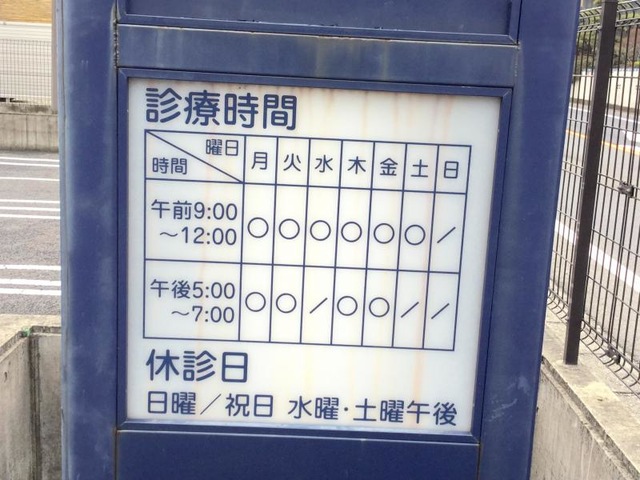 診療時間
曜日 月 火 水 木 金 土 日
時間
午前9:00 ○ ○ ○ ○ ○ ○ ／
～12:00
午後5:00 ○ ○ ／ ○ ○ ／ ／
～7:00
休診日
日曜／祝日 水曜・土曜午後